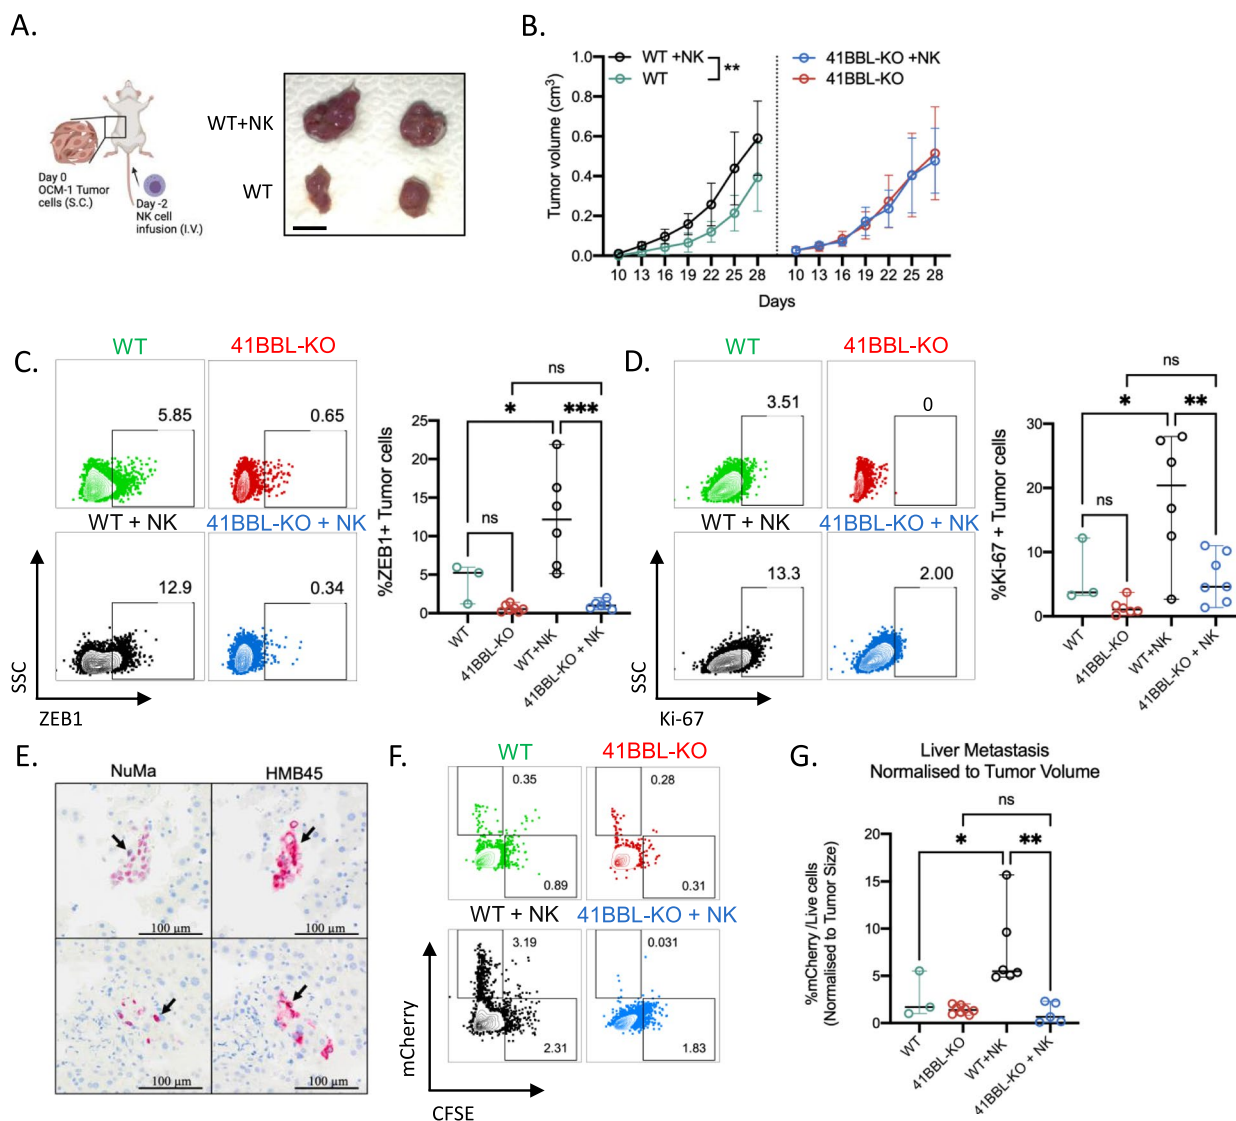 A.
Day 0
OCM-1 Tumor
cells (S.C.)
Day -2
NK cell
infusion (I.V.)
WT+NK
WT
B.
Tumor volume (cm3)
1.0
0.8
0.6
0.4
0.2
0.0
WT +NK
WT
**
41BBL-KO +NK
41BBL-KO
10 13 16 19 22 25 28
10 13 16 19 22 25 28
Days
C.
WT
41BBL-KO
5.85
0.65
WT + NK
41BBL-KO + NK
12.9
0.34
SSC
ZEB1
%ZEB1+ Tumor cells
25
20
15
10
5
0
ns
*
***
ns
WT
41BBL-KO
WT+NK
41BBL-KO + NK
D.
WT
41BBL-KO
3.51
0
WT + NK
41BBL-KO + NK
13.3
2.00
SSC
Ki-67
%Ki-67 + Tumor cells
30
20
10
0
ns
*
**
ns
WT
41BBL-KO
WT+NK
41BBL-KO + NK
E.
NuMa
HMB45
100 µm
100 µm
100 µm
100 µm
F.
WT
41BBL-KO
0.35
0.28
0.89
0.31
WT + NK
41BBL-KO + NK
3.19
0.031
2.31
1.83
mCherry
CFSE
G.
Liver Metastasis
Normalised to Tumor Volume
%mCherry /Live cells
(Normalised to Tumor Size)
20
15
10
5
0
ns
*
**
WT
41BBL-KO
WT+NK
41BBL-KO + NK